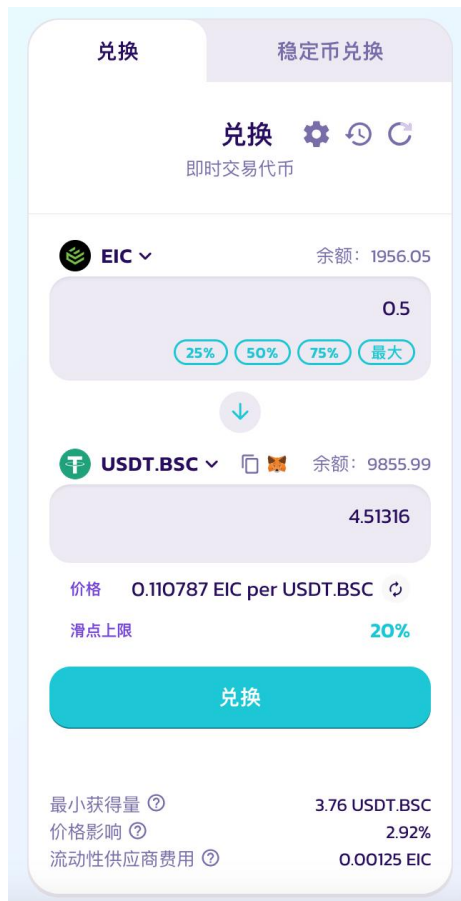 兑换 稳定币兑换
兑换
即时交易代币
EIC 余额：1956.05
0.5
25% 50% 75% 最大
USDT.BSC 余额：9855.99
4.51316
价格 0.110787 EIC per USDT.BSC
滑点上限 20%
兑换
最小获得量 ? 3.76 USDT.BSC
价格影响 ? 2.92%
流动性供应商费用 ? 0.00125 EIC